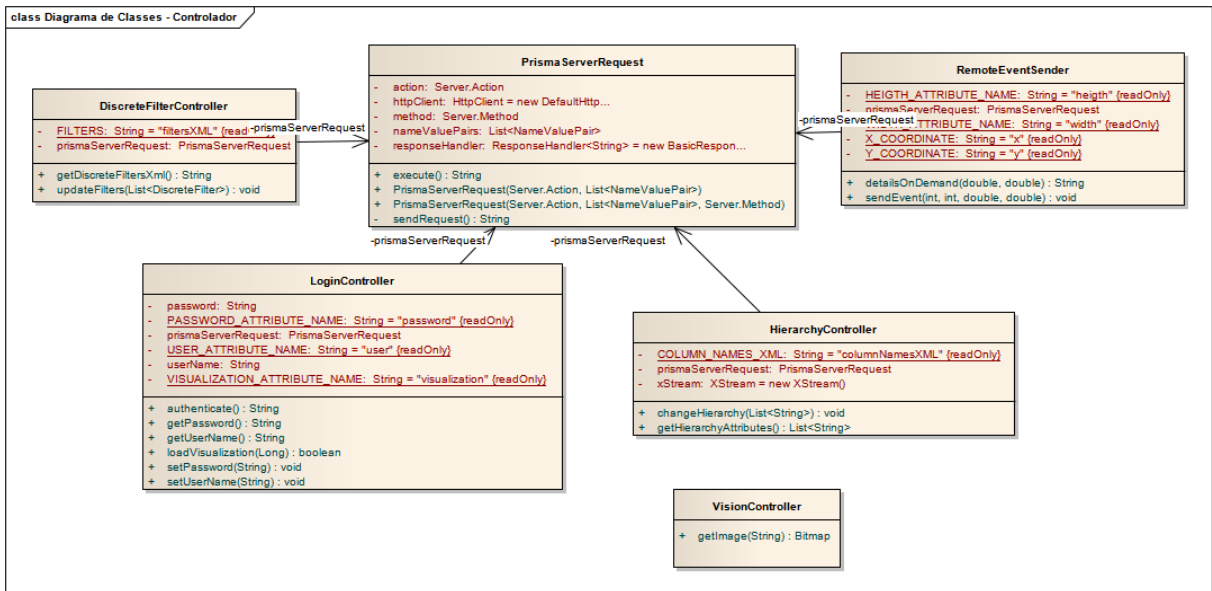 class Diagrama de Classes - Controlador
PrismaServerRequest
- action: Server.Action
- httpClient: HttpClient = new DefaultHttp...
- method: Server.Method
- nameValuePairs: List<NameValuePair>
- responseHandler: ResponseHandler<String> = new BasicRespon...
+ execute() : String
+ PrismaServerRequest(Server.Action, List<NameValuePair>)
+ PrismaServerRequest(Server.Action, List<NameValuePair>, Server.Method)
- sendRequest() : String
DiscreteFilterController
- FILTERS: String = "filtersXML" {read
- prismaServerRequest: PrismaServerRequest
+ getDiscreteFiltersXml() : String
+ updateFilters(List<DiscreteFilter>) : void
-prismaServerRequest
RemoteEventSender
- HEIGTH_ATTRIBUTE_NAME: String = "heigth" {readOnly}
- prismaServerRequest: PrismaServerRequest
ATTRIBUTE_NAME: String = "width" {readOnly}
- X_COORDINATE: String = "x" {readOnly}
- Y_COORDINATE: String = "y" {readOnly}
+ detailsOnDemand(double, double) : String
+ sendEvent(int, int, double, double) : void
-prismaServerRequest
-prismaServerRequest
-prismaServerRequest
LoginController
- password: String
- PASSWORD_ATTRIBUTE_NAME: String = "password" {readOnly}
- prismaServerRequest: PrismaServerRequest
- USER_ATTRIBUTE_NAME: String = "user" {readOnly}
- userName: String
- VISUALIZATION_ATTRIBUTE_NAME: String = "visualization" {readOnly}
+ authenticate() : String
+ getPassword() : String
+ getUserName() : String
+ loadVisualization(Long) : boolean
+ setPassword(String) : void
+ setUserName(String) : void
HierarchyController
- COLUMN_NAMES_XML: String = "columnNamesXML" {readOnly}
- prismaServerRequest: PrismaServerRequest
- xStream: XStream = new XStream()
+ changeHierarchy(List<String>) : void
+ getHierarchyAttributes() : List<String>
VisionController
+ getImage(String) : Bitmap